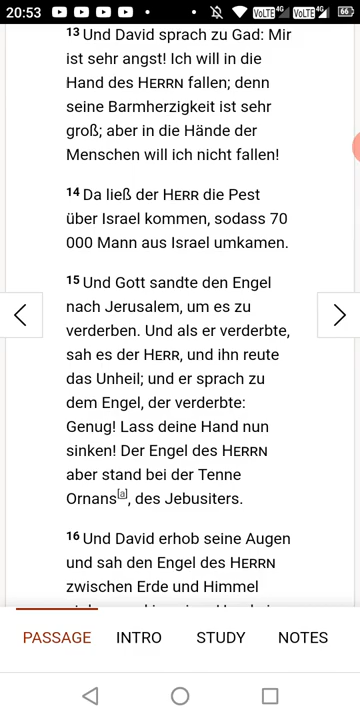 20:53
VoLTE 4G VoLTE 4G 66
13 Und David sprach zu Gad: Mir
ist sehr angst! Ich will in die
Hand des HERRN fallen; denn
seine Barmherzigkeit ist sehr
groß; aber in die Hände der
Menschen will ich nicht fallen!
14 Da ließ der HERR die Pest
über Israel kommen, sodass 70
000 Mann aus Israel umkamen.
15 Und Gott sandte den Engel
nach Jerusalem, um es zu
verderben. Und als er verderbte,
sah es der HERR, und ihn reute
das Unheil; und er sprach zu
dem Engel, der verderbte:
Genug! Lass deine Hand nun
sinken! Der Engel des HERRN
aber stand bei der Tenne
Ornans[a], des Jebusiters.
16 Und David erhob seine Augen
und sah den Engel des HERRN
zwischen Erde und Himmel
PASSAGE INTRO STUDY NOTES